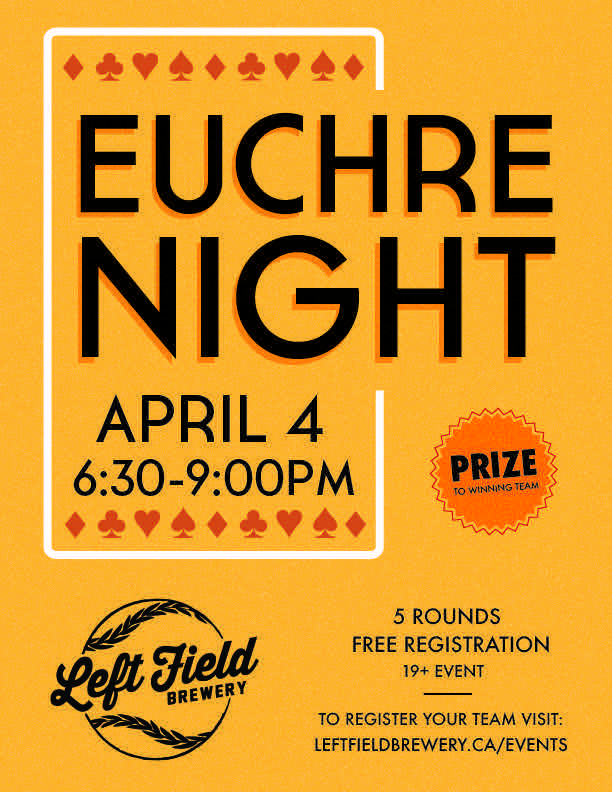 EUCHRE
NIGHT
APRIL 4
6:30-9:00PM
PRIZE
TO WINNING TEAM
Left Field
BREWERY
5 ROUNDS
FREE REGISTRATION
19+ EVENT
TO REGISTER YOUR TEAM VISIT:
LEFTFIELDBREWERY.CA/EVENTS